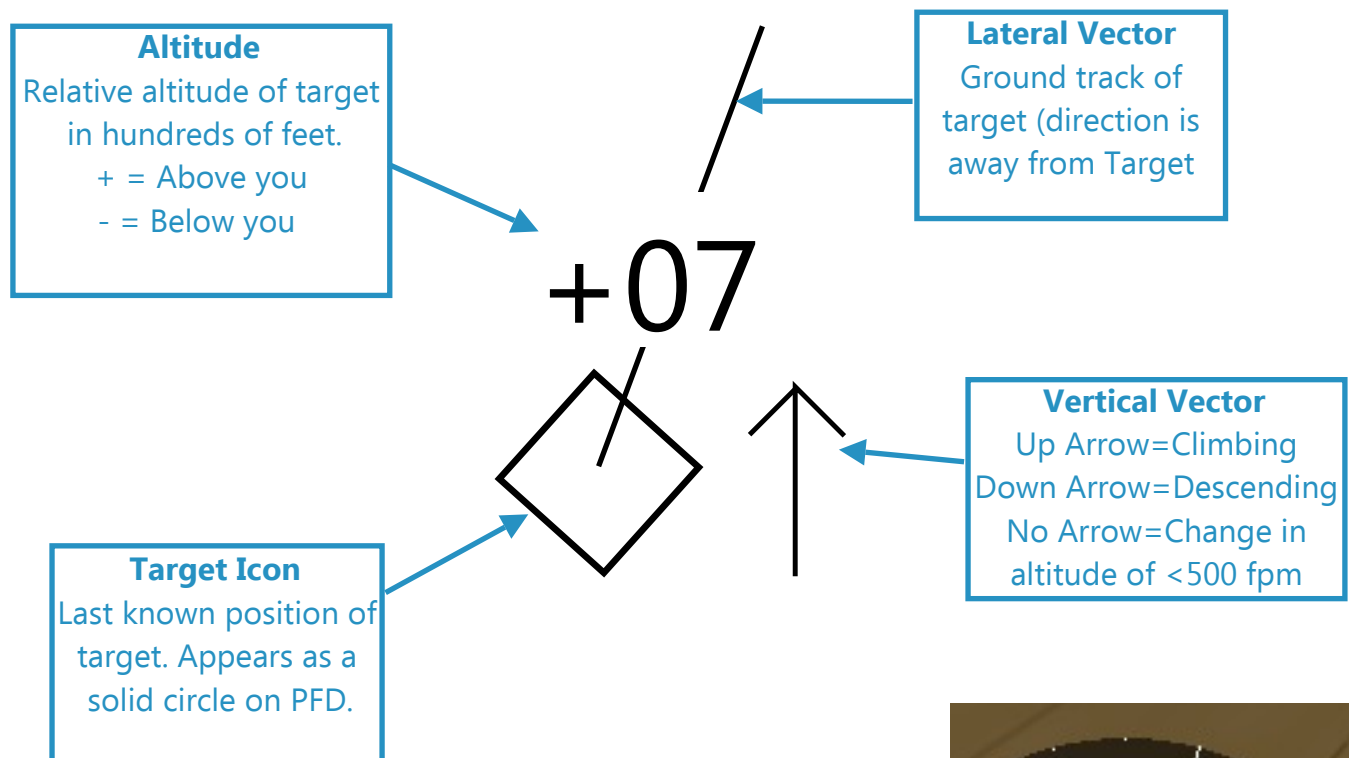 Altitude
Relative altitude of target
in hundreds of feet.
+ = Above you
- = Below you
Lateral Vector
Ground track of
target (direction is
away from Target
+07
Vertical Vector
Up Arrow=Climbing
Down Arrow=Descending
No Arrow=Change in
altitude of <500 fpm
Target Icon
Last known position of
target. Appears as a
solid circle on PFD.